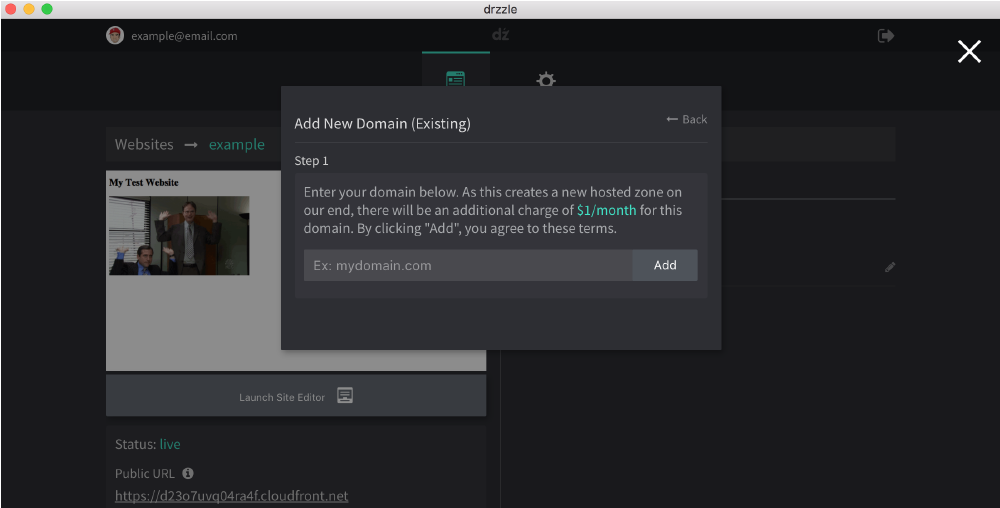 drzzle
example@email.com
dz
Add New Domain (Existing)
Back
Websites
example
Step 1
My Test Website
Enter your domain below. As this creates a new hosted zone on
our end, there will be an additional charge of $1/month for this
domain. By clicking "Add", you agree to these terms.
Ex: mydomain.com
Add
Launch Site Editor
Status: live
Public URL
https://d23o7uvq04ra4f.cloudfront.net